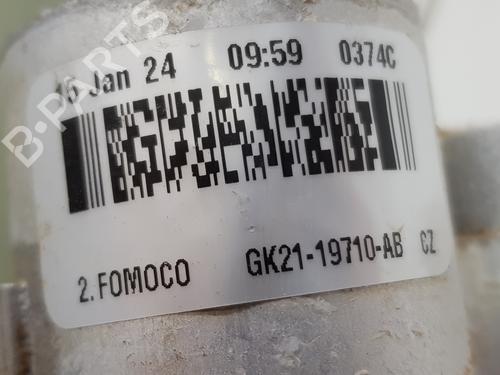 Jan 24 09:59 0374C
2. FOMOCO GK21-19710-AB CZ
B-PARTS